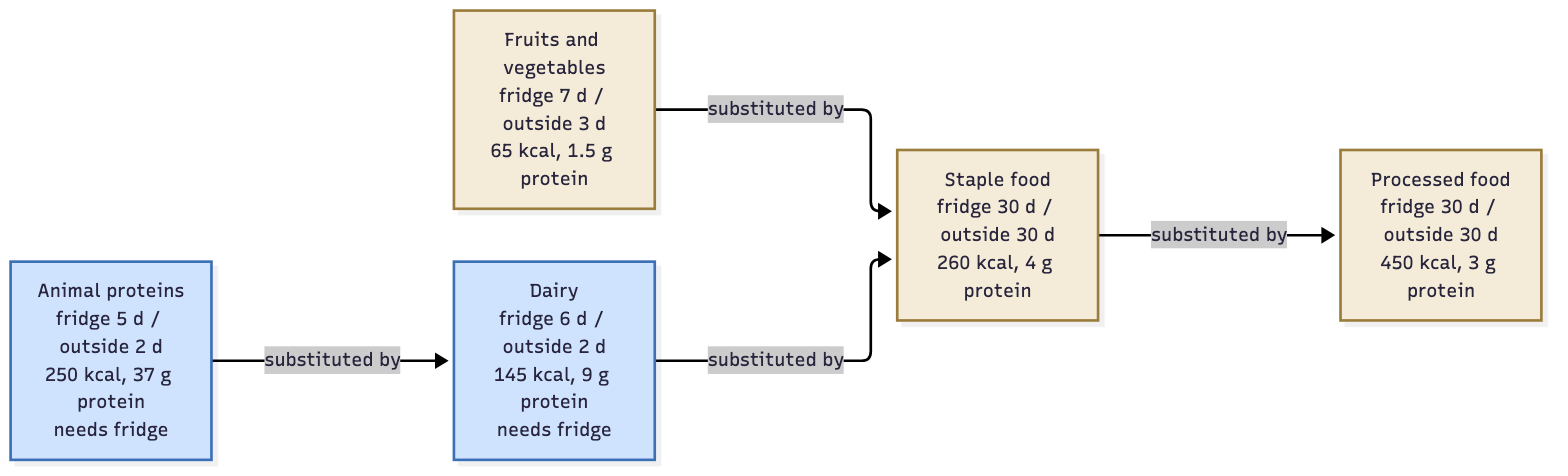 Fruits and
vegetables
fridge 7 d /
outside 3 d
65 kcal, 1.5 g
protein
substituted by
Staple food
fridge 30 d /
outside 30 d
260 kcal, 4 g
protein
substituted by
Processed food
fridge 30 d /
outside 30 d
450 kcal, 3 g
protein
Animal proteins
fridge 5 d /
outside 2 d
250 kcal, 37 g
protein
needs fridge
substituted by
Dairy
fridge 6 d /
outside 2 d
145 kcal, 9 g
protein
needs fridge
substituted by